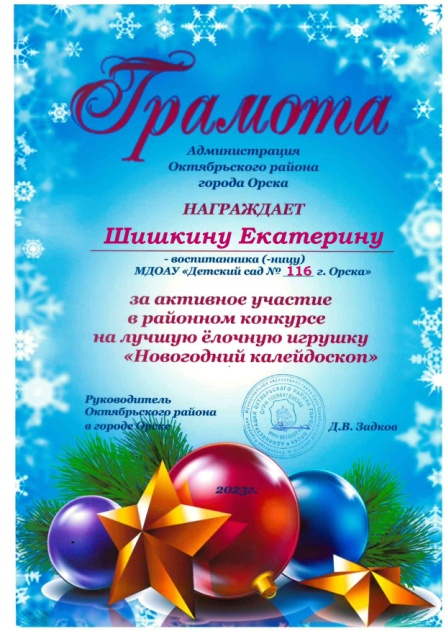 Грамота
Администрация
Октябрьского района
города Орска
НАГРАЖДАЕТ
Шишкину Екатерину
- воспитанника (-ницу)
МДОАУ «Детский сад № 116 г. Орска»
за активное участие
в районном конкурсе
на лучшую ёлочную игрушку
«Новогодний калейдоскоп»
Руководитель
Октябрьского района
в городе Орске
Д.В. Задков
2023г.